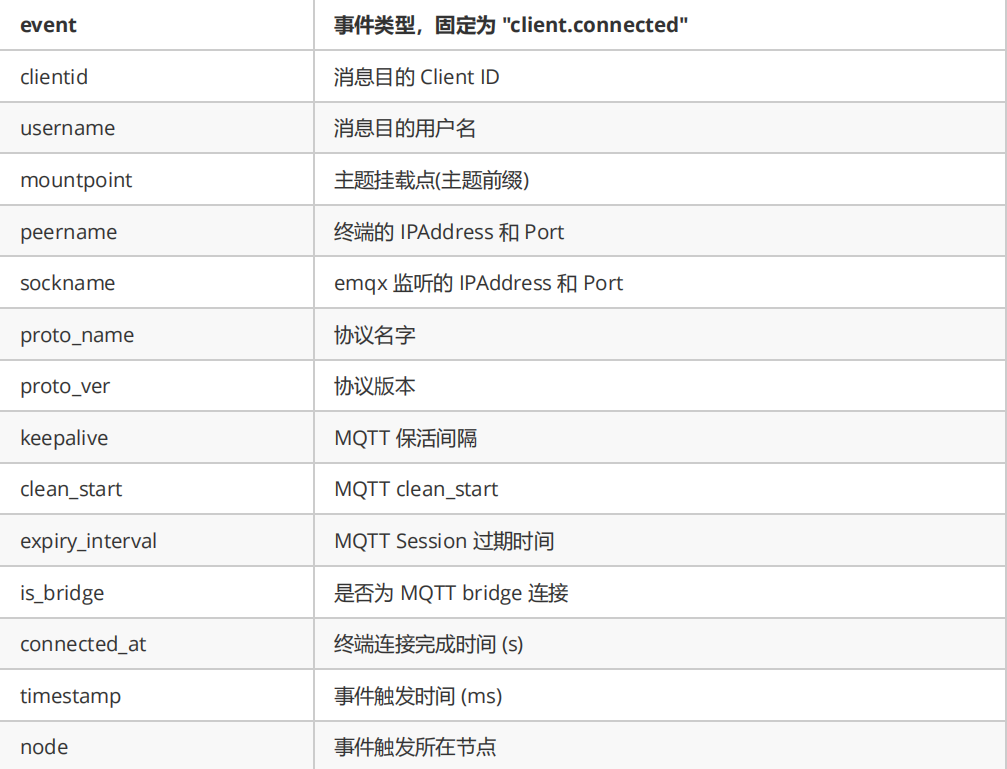 event 事件类型，固定为 "client.connected"
clientid 消息目的 Client ID
username 消息目的用户名
mountpoint 主题挂载点(主题前缀)
peername 终端的 IPAddress 和 Port
sockname emqx 监听的 IPAddress 和 Port
proto_name 协议名字
proto_ver 协议版本
keepalive MQTT 保活间隔
clean_start MQTT clean_start
expiry_interval MQTT Session 过期时间
is_bridge 是否为 MQTT bridge 连接
connected_at 终端连接完成时间 (s)
timestamp 事件触发时间 (ms)
node 事件触发所在节点